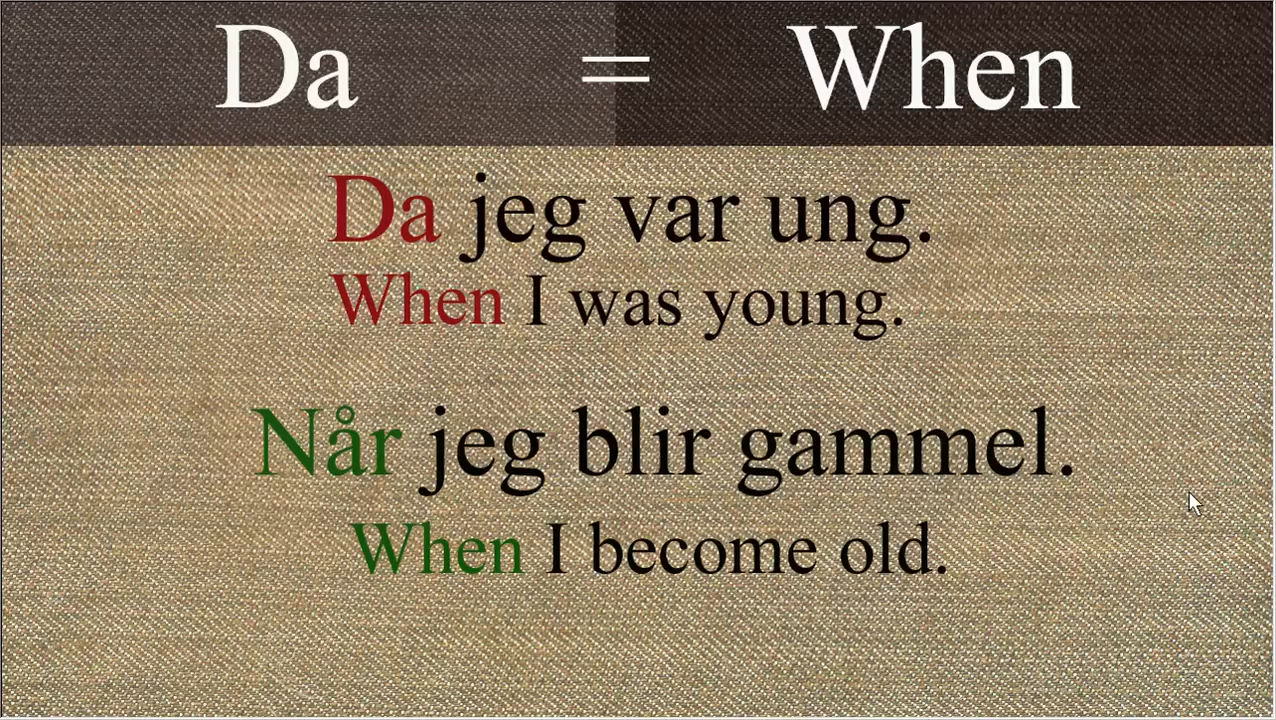 Da = When
Da jeg var ung.
When I was young.
Når jeg blir gammel.
When I become old.